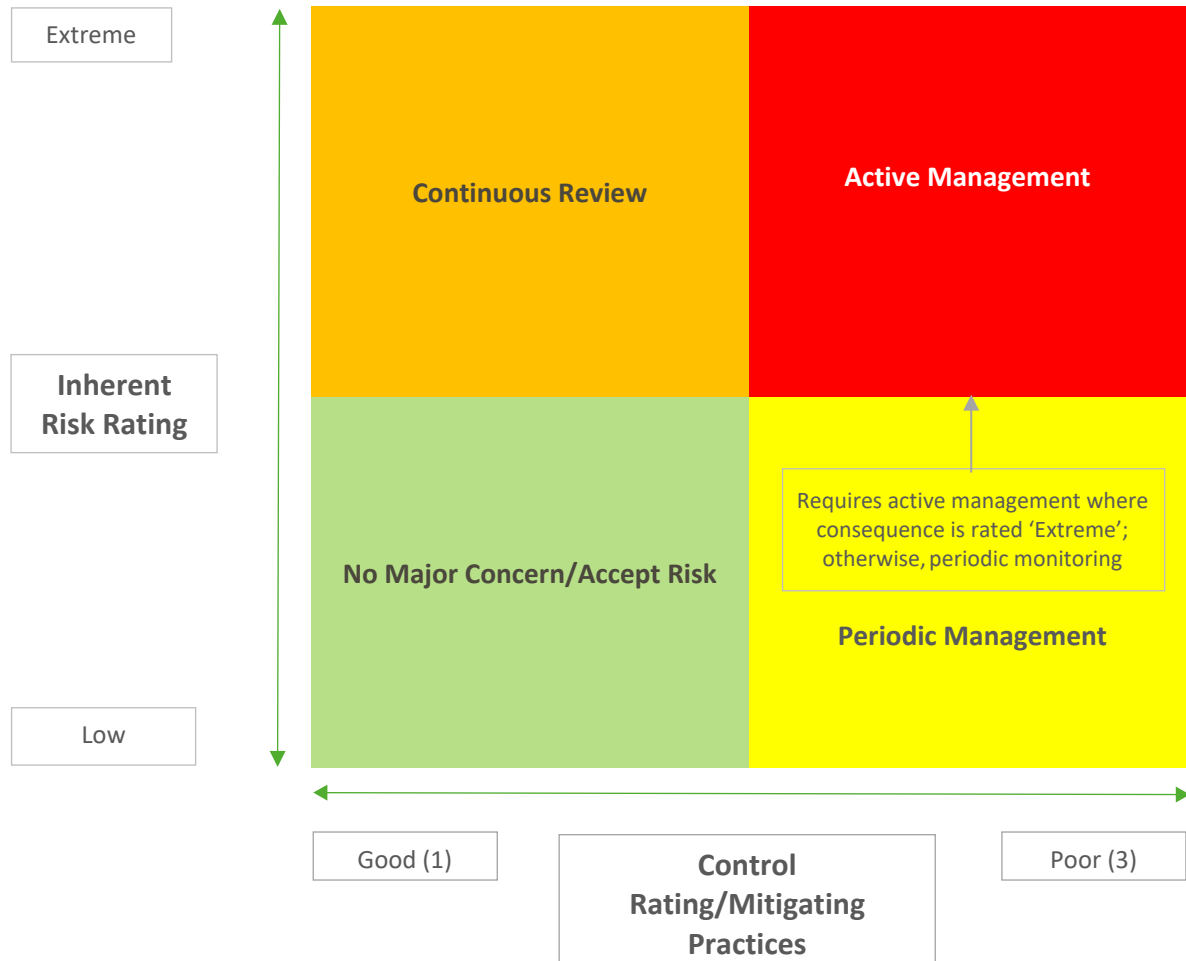 Extreme
Continuous Review
Active Management
Inherent
Risk Rating
Requires active management where
consequence is rated ‘Extreme’;
otherwise, periodic monitoring
No Major Concern/Accept Risk
Periodic Management
Low
Good (1)
Control
Rating/Mitigating
Practices
Poor (3)